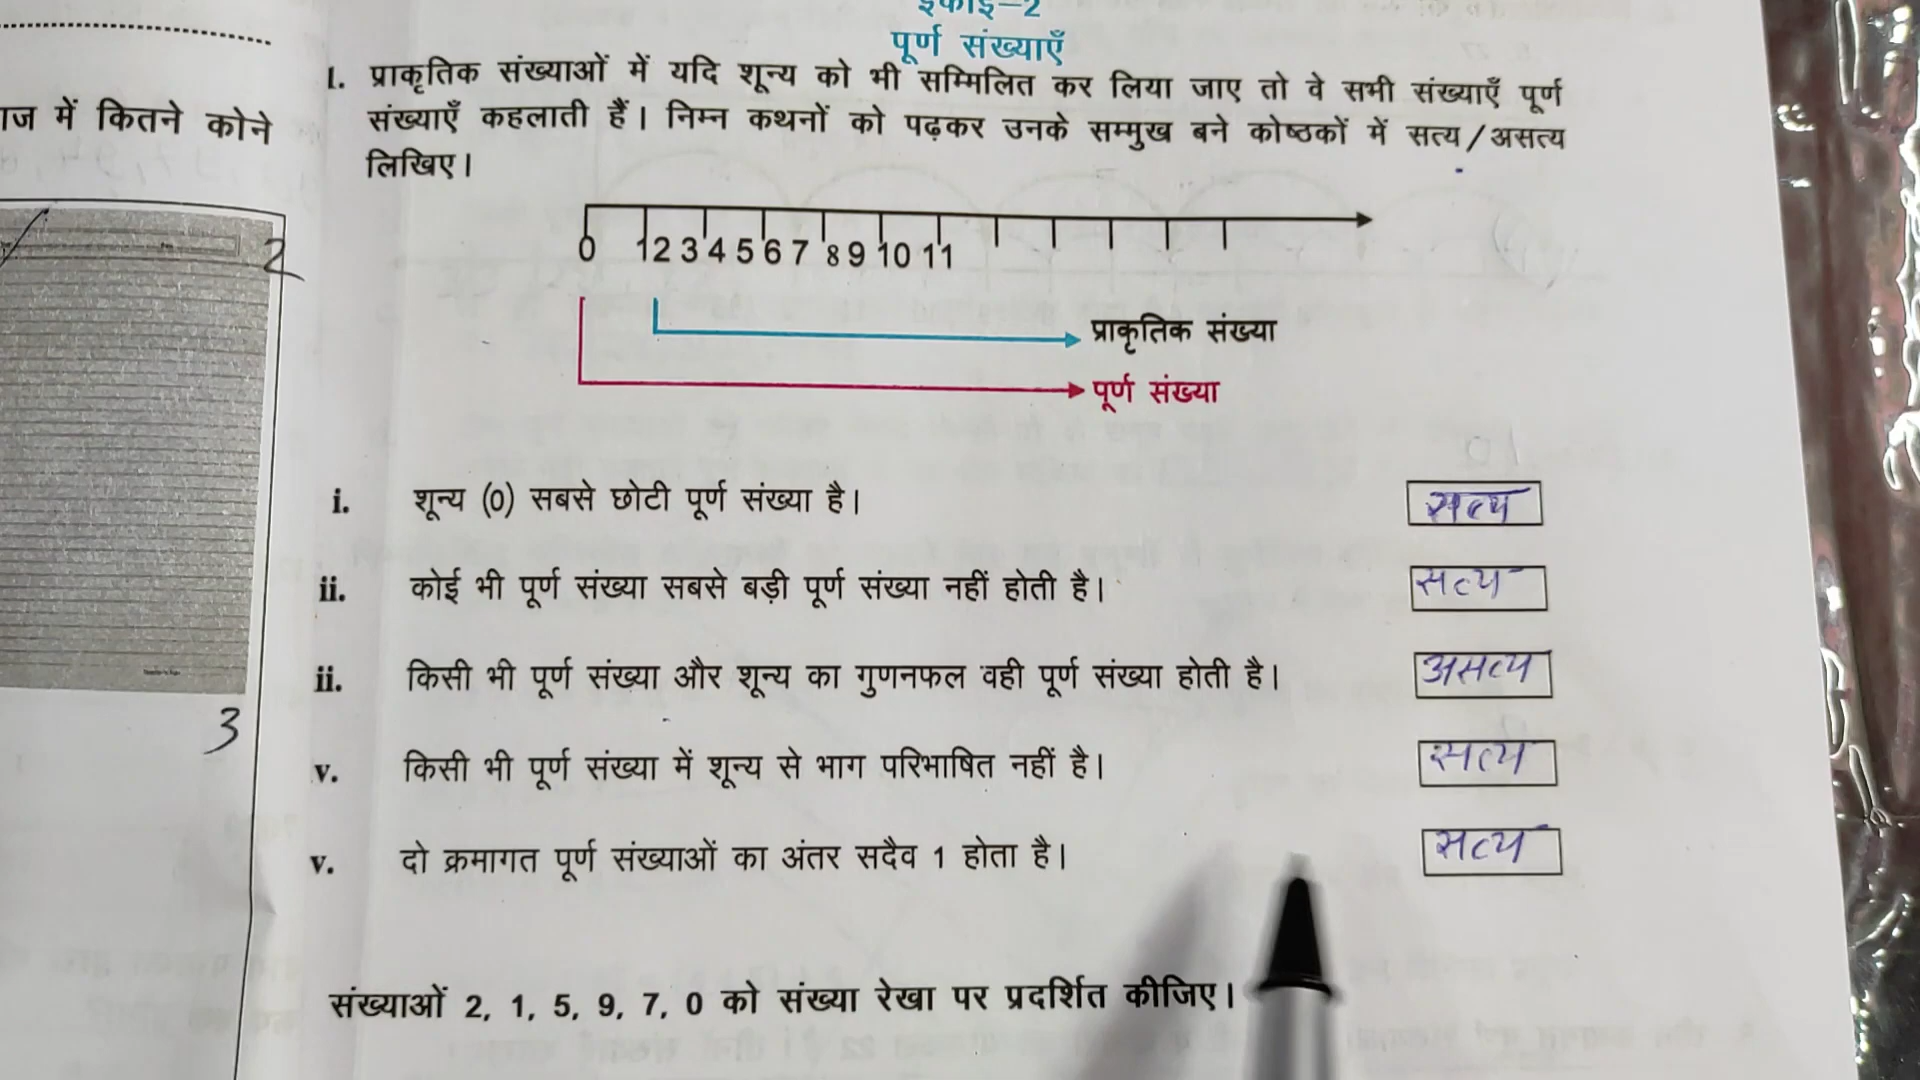 इकाई–2
पूर्ण संख्याएँ
1. प्राकृतिक संख्याओं में यदि शून्य को भी सम्मिलित कर लिया जाए तो वे सभी संख्याएँ पूर्ण
संख्याएँ कहलाती हैं। निम्न कथनों को पढ़कर उनके सम्मुख बने कोष्ठकों में सत्य/असत्य
लिखिए।
में कितने कोने
2
0 1 2 3 4 5 6 7 8 9 10 11
प्राकृतिक संख्या
पूर्ण संख्या
i. शून्य (0) सबसे छोटी पूर्ण संख्या है। सत्य
ii. कोई भी पूर्ण संख्या सबसे बड़ी पूर्ण संख्या नहीं होती है। सत्य
ii. किसी भी पूर्ण संख्या और शून्य का गुणनफल वही पूर्ण संख्या होती है। असत्य
3
v. किसी भी पूर्ण संख्या में शून्य से भाग परिभाषित नहीं है। सत्य
v. दो क्रमागत पूर्ण संख्याओं का अंतर सदैव 1 होता है। सत्य
संख्याओं 2, 1, 5, 9, 7, 0 को संख्या रेखा पर प्रदर्शित कीजिए।